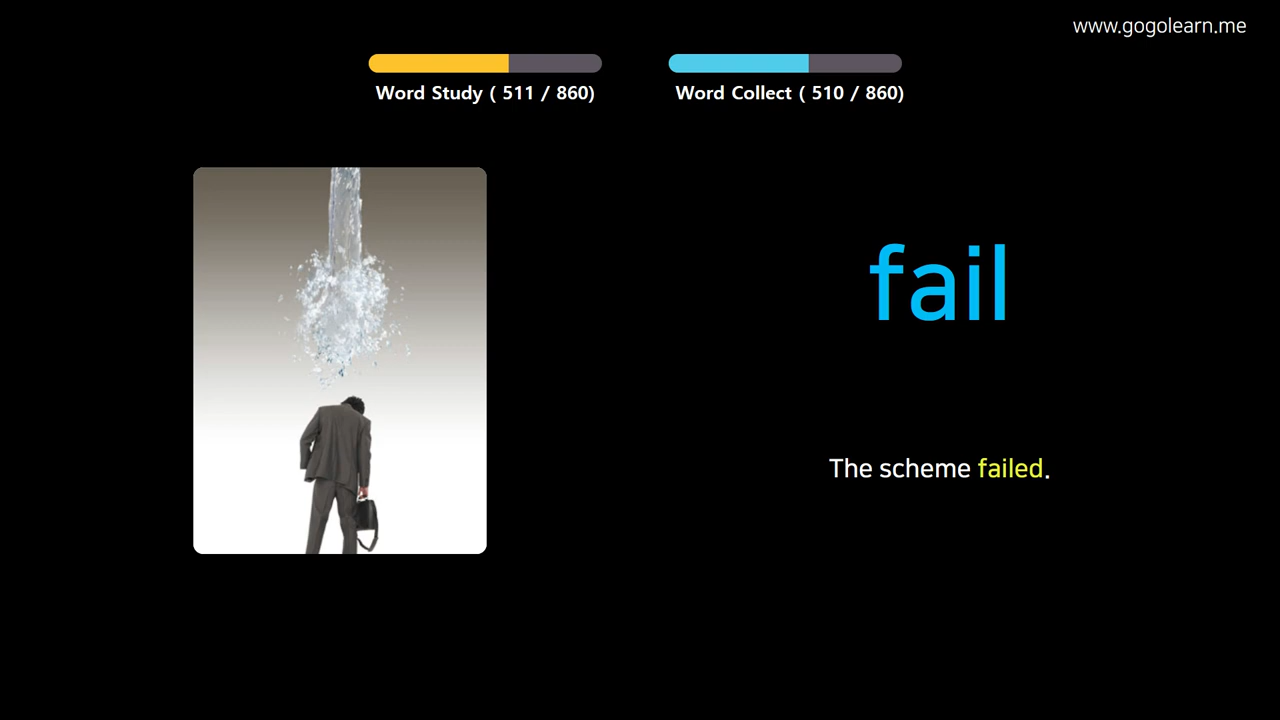 www.gogolearn.me
Word Study ( 511 / 860)
Word Collect ( 510 / 860)
fail
The scheme failed.